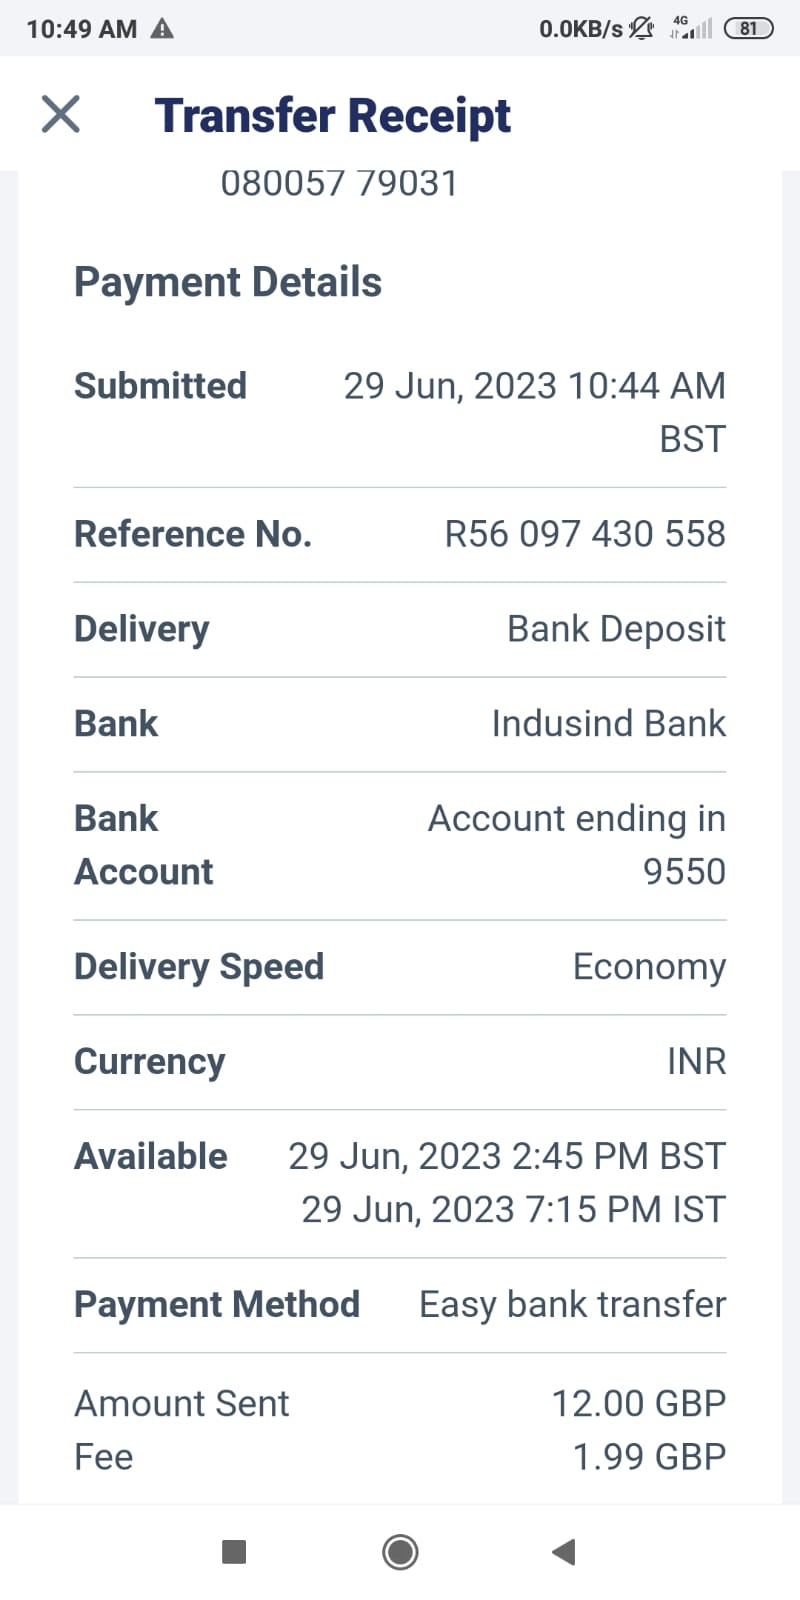 10:49 AM
0.0KB/s 4G 81
Transfer Receipt
080057 79031
Payment Details
Submitted 29 Jun, 2023 10:44 AM
BST
Reference No. R56 097 430 558
Delivery Bank Deposit
Bank Indusind Bank
Bank Account ending in
Account 9550
Delivery Speed Economy
Currency INR
Available 29 Jun, 2023 2:45 PM BST
29 Jun, 2023 7:15 PM IST
Payment Method Easy bank transfer
Amount Sent 12.00 GBP
Fee 1.99 GBP